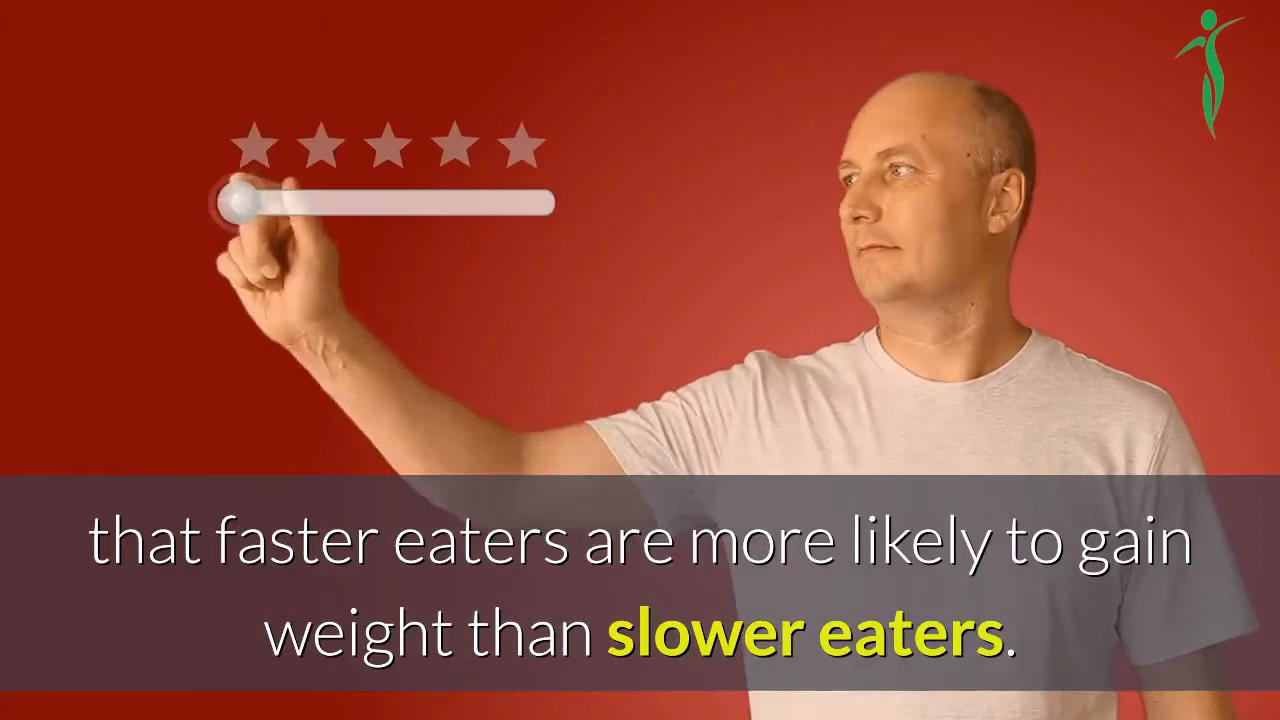 that faster eaters are more likely to gain
weight than slower eaters.